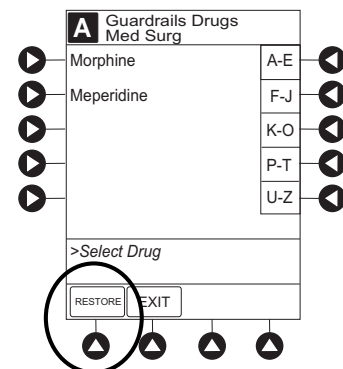 A Guardrails Drugs
Med Surg
Morphine A-E
Meperidine F-J
K-O
P-T
U-Z
>Select Drug
RESTORE EXIT